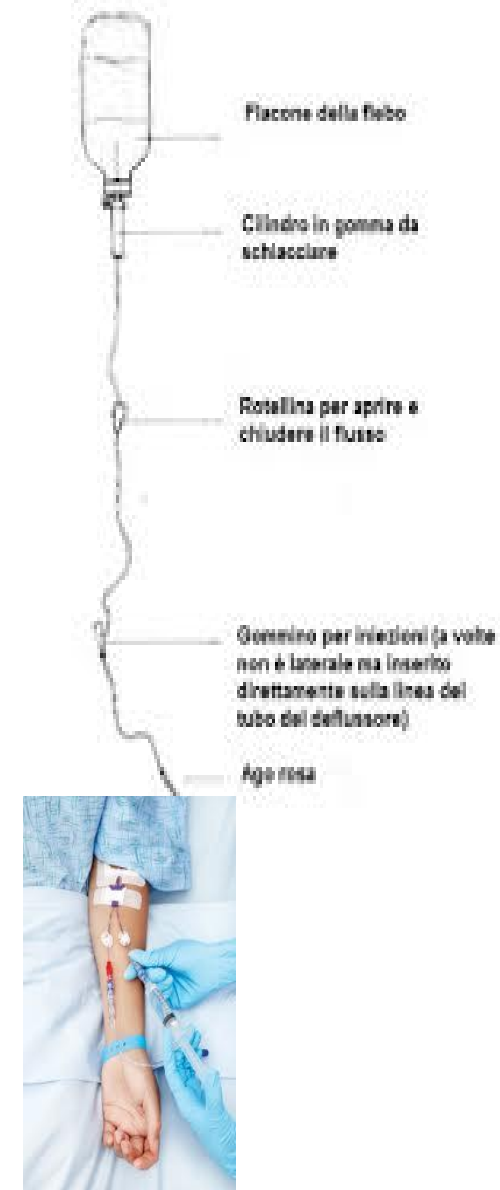 Flacone della flebo
Cilindro in gomma da
schiacciare
Rotellina per aprire e
chiudere il flusso
Gommino per iniezioni (a volte
non è laterale ma inserito
direttamente sulla linea del
tubo del deflussore)
Ago rosa